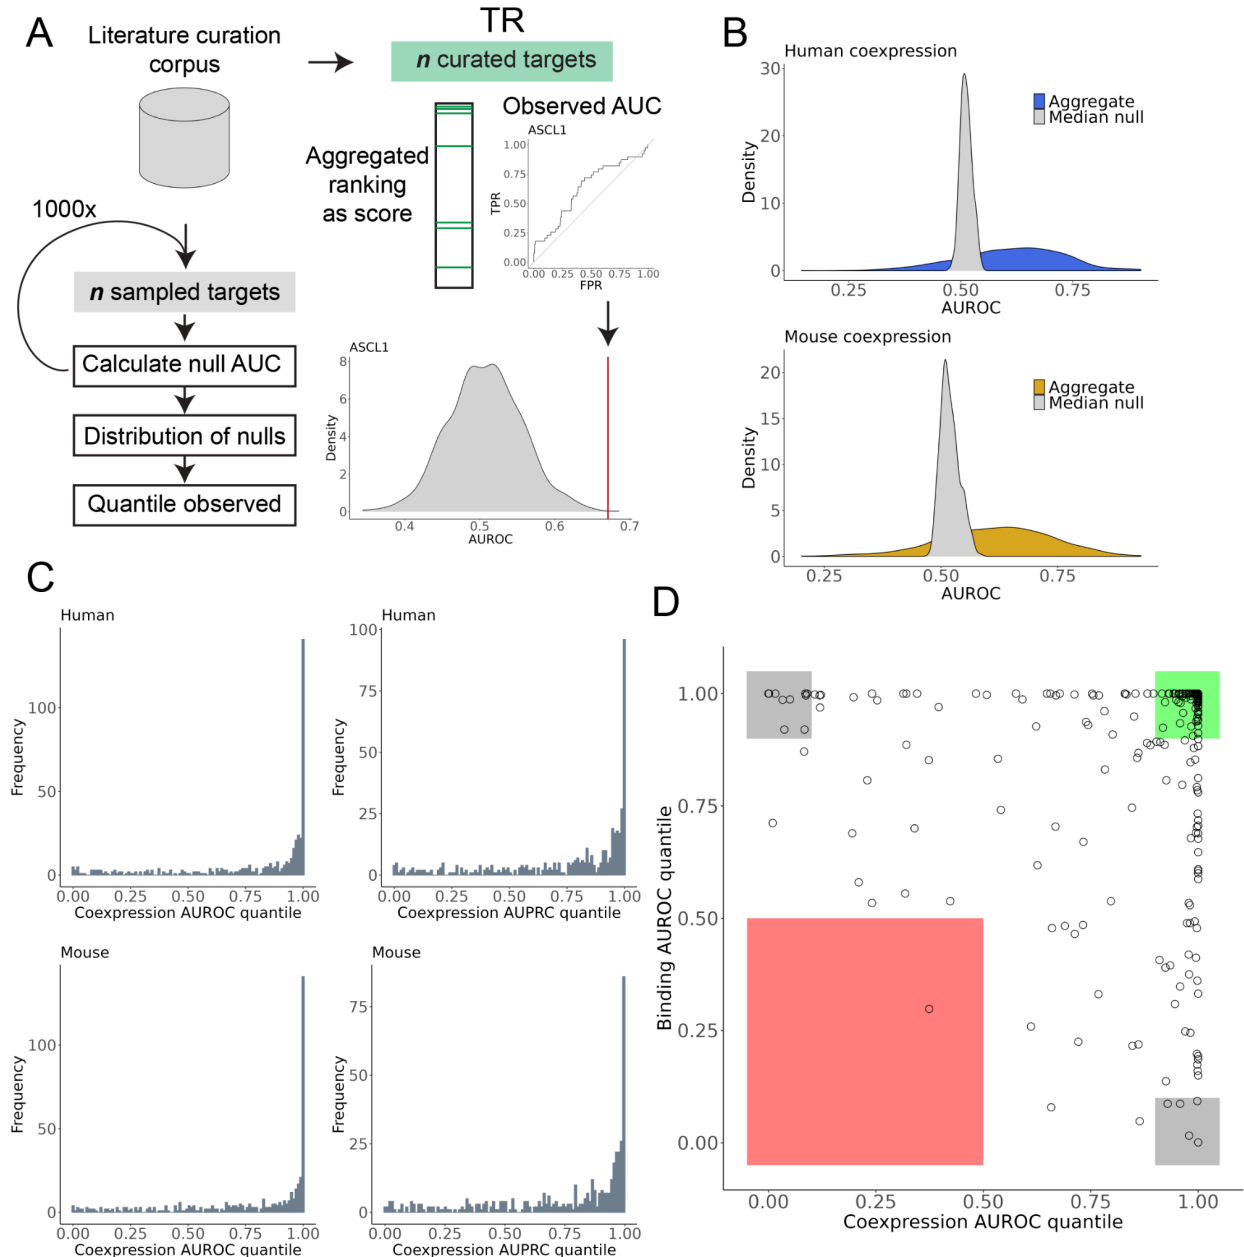 A
Literature curation
corpus
TR
n curated targets
Observed AUC
ASCL1
1.00
0.75
0.50
0.25
0.00
TPR
0.00 0.25 0.50 0.75 1.00
FPR
Aggregated
ranking
as score
1000x
n sampled targets
Calculate null AUC
Distribution of nulls
Quantile observed
ASCL1
8
6
4
2
0
Density
0.4 0.5 0.6 0.7
AUROC
B
Human coexpression
30
20
10
0
Density
Aggregate
Median null
0.25 0.50 0.75
AUROC
Mouse coexpression
20
15
10
5
0
Density
Aggregate
Median null
0.25 0.50 0.75
AUROC
C
Human
100
50
0
Frequency
0.00 0.25 0.50 0.75 1.00
Coexpression AUROC quantile
Human
100
75
50
25
0
Frequency
0.00 0.25 0.50 0.75 1.00
Coexpression AUPRC quantile
Mouse
100
50
0
Frequency
0.00 0.25 0.50 0.75 1.00
Coexpression AUROC quantile
Mouse
75
50
25
0
Frequency
0.00 0.25 0.50 0.75 1.00
Coexpression AUPRC quantile
D
1.00
0.75
0.50
0.25
0.00
Binding AUROC quantile
0.00 0.25 0.50 0.75 1.00
Coexpression AUROC quantile